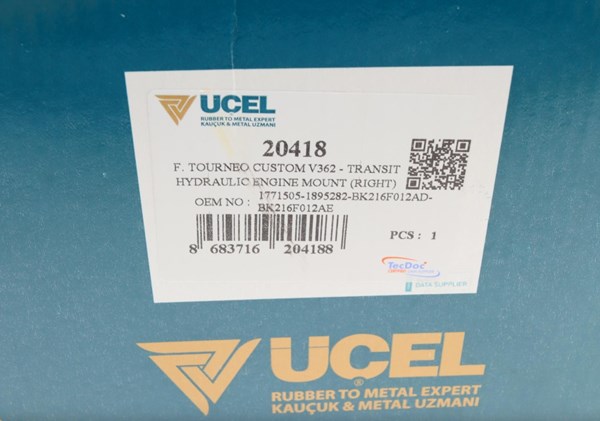 UCEL
RUBBER TO METAL EXPERT
KAUÇUK & METAL UZMANI
20418
F. TOURNEO CUSTOM V362 - TRANSIT
HYDRAULIC ENGINE MOUNT (RIGHT)
OEM NO : 1771505-1895282-BK216F012AD-
BK216F012AE
8 683716 204188
PCS : 1
TecDoc
DATA SUPPLIER
UCEL
®
RUBBER TO METAL EXPERT
KAUÇUK & METAL UZMANI